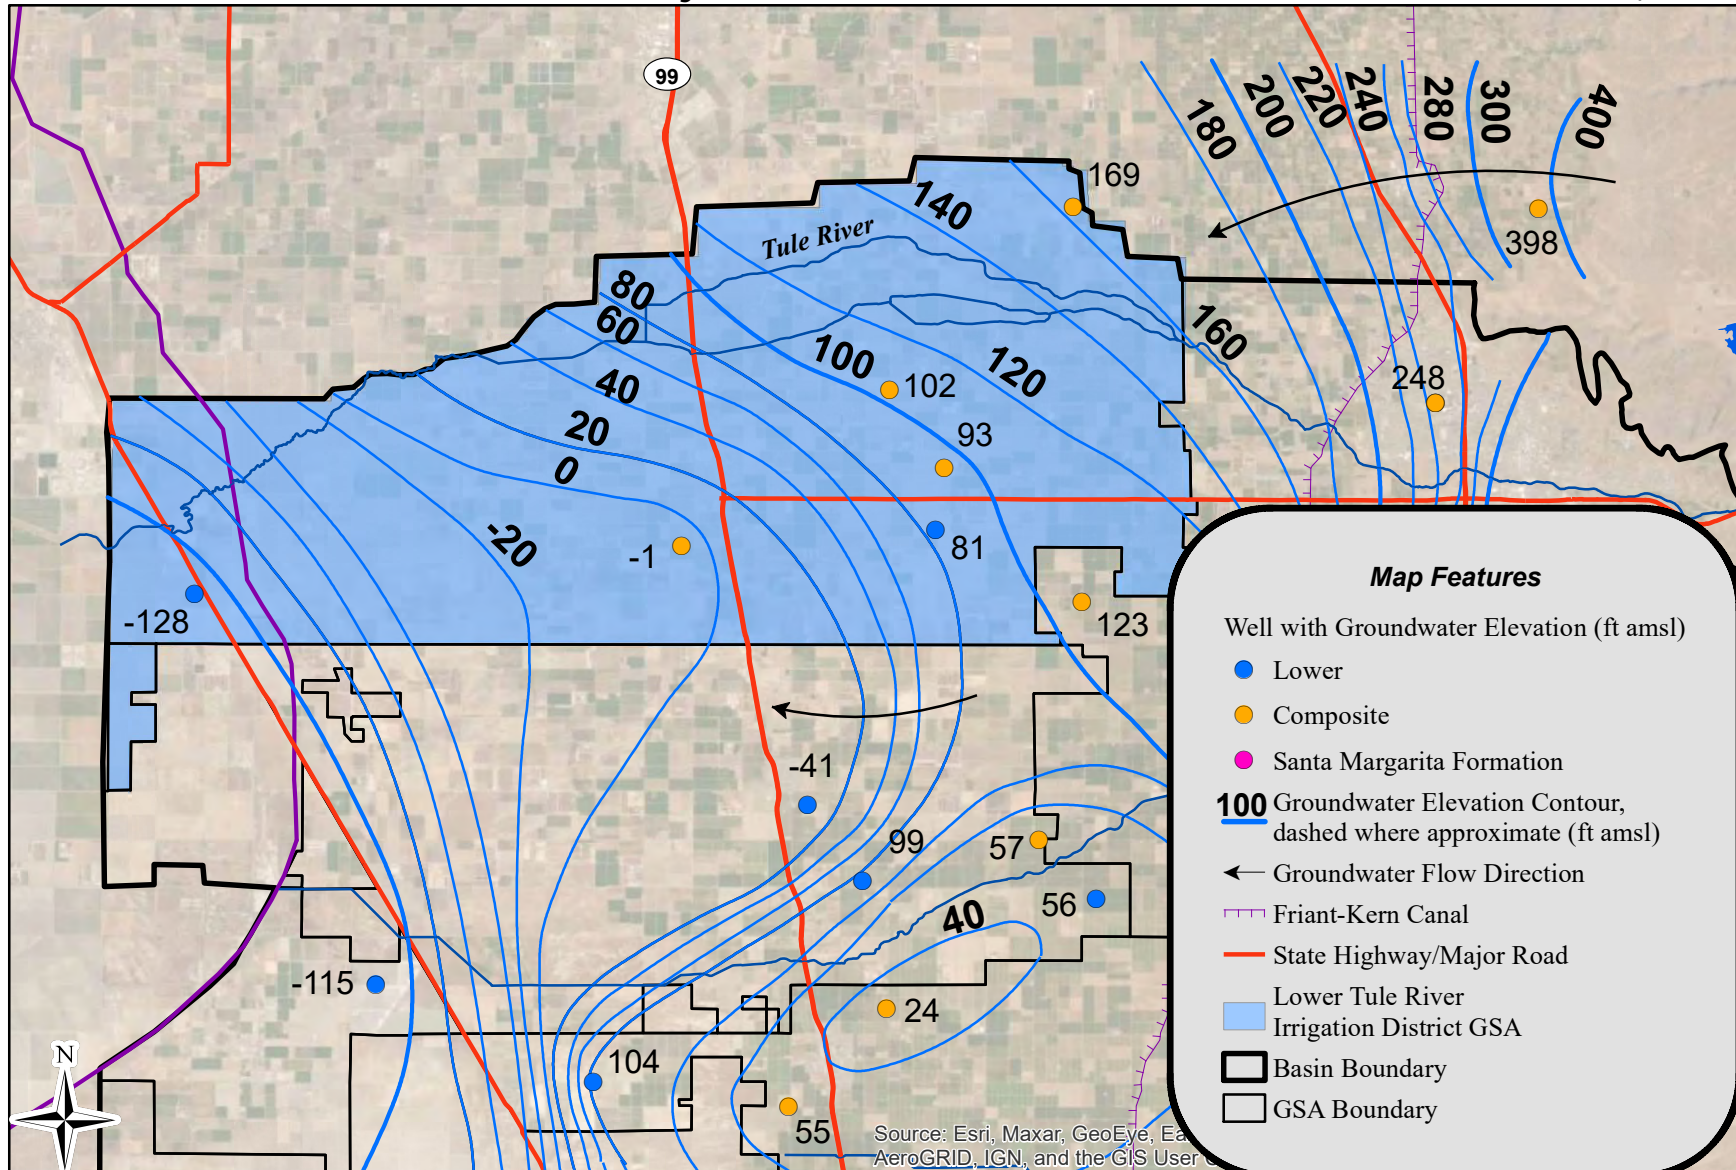 99
180
200
220
240
280
300
400
169
140
Tule River
398
80
60
100
102
120
160
248
40
20
0
93
-20
-1
81
-128
123
-41
99
57
56
40
-115
24
104
55
N
Map Features
Well with Groundwater Elevation (ft amsl)
Lower
Composite
Santa Margarita Formation
100 Groundwater Elevation Contour,
dashed where approximate (ft amsl)
Groundwater Flow Direction
Friant-Kern Canal
State Highway/Major Road
Lower Tule River
Irrigation District GSA
Basin Boundary
GSA Boundary
Source: Esri, Maxar, GeoEye,
AeroGRID, IGN, and the GIS User